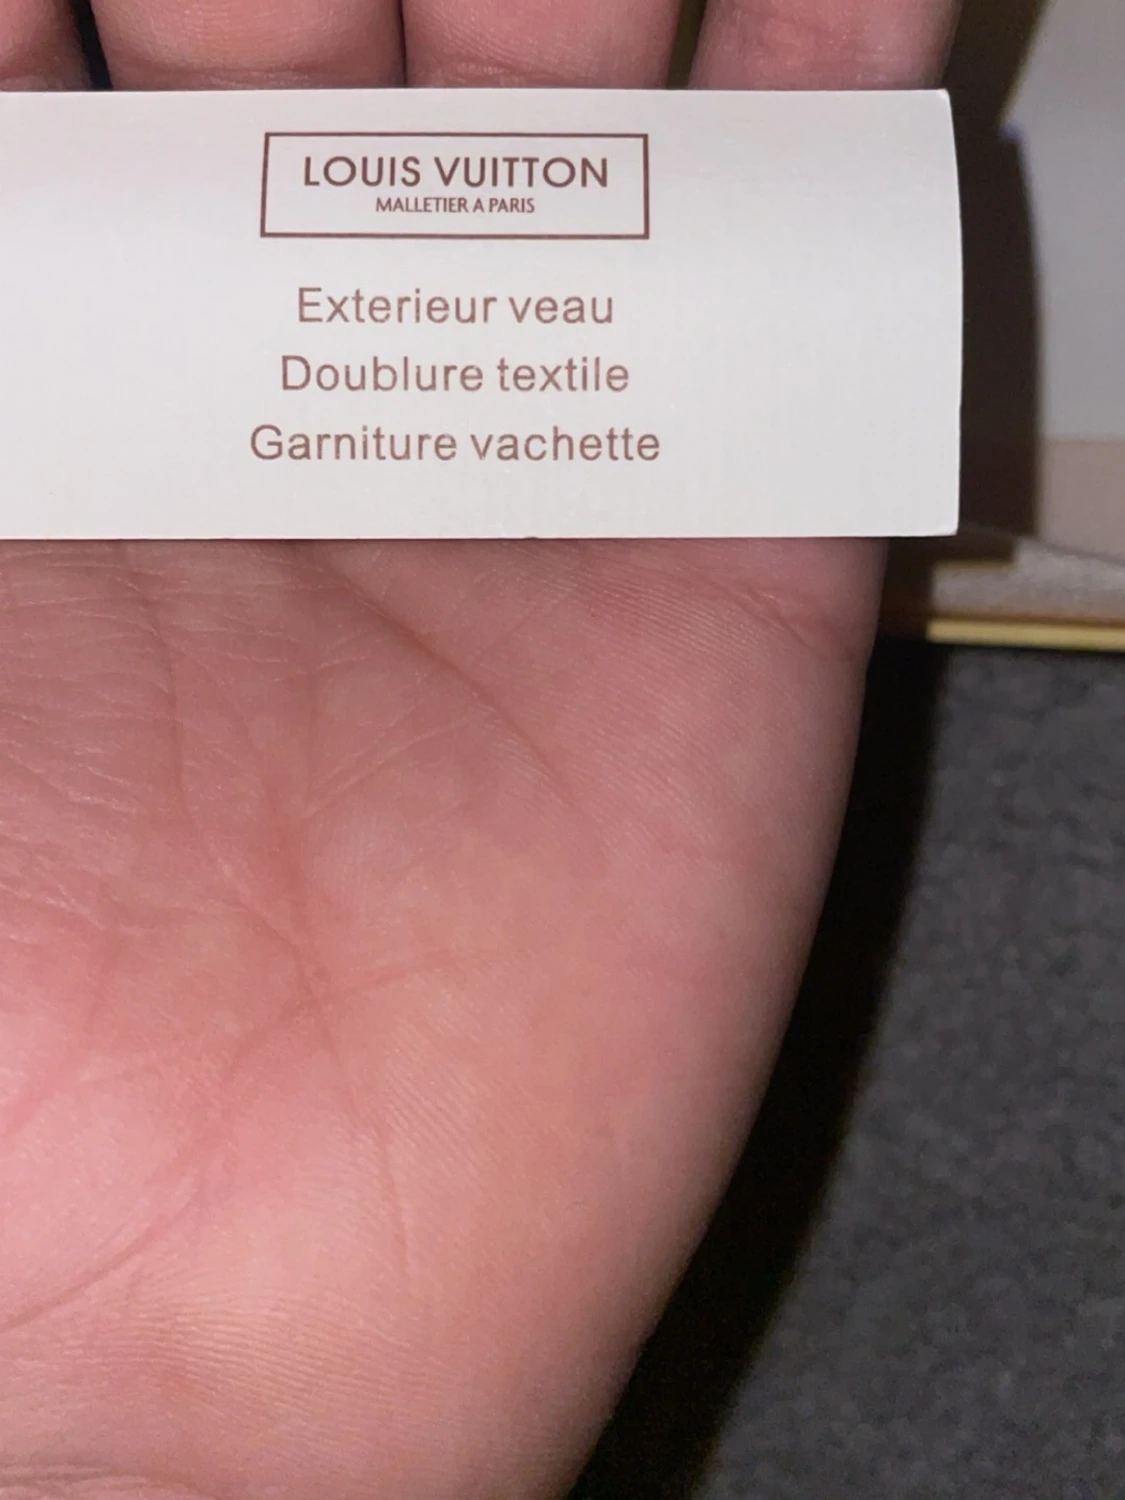 LOUIS VUITTON
MALLETIER A PARIS
Exterieur veau
Doublure textile
Garniture vachette